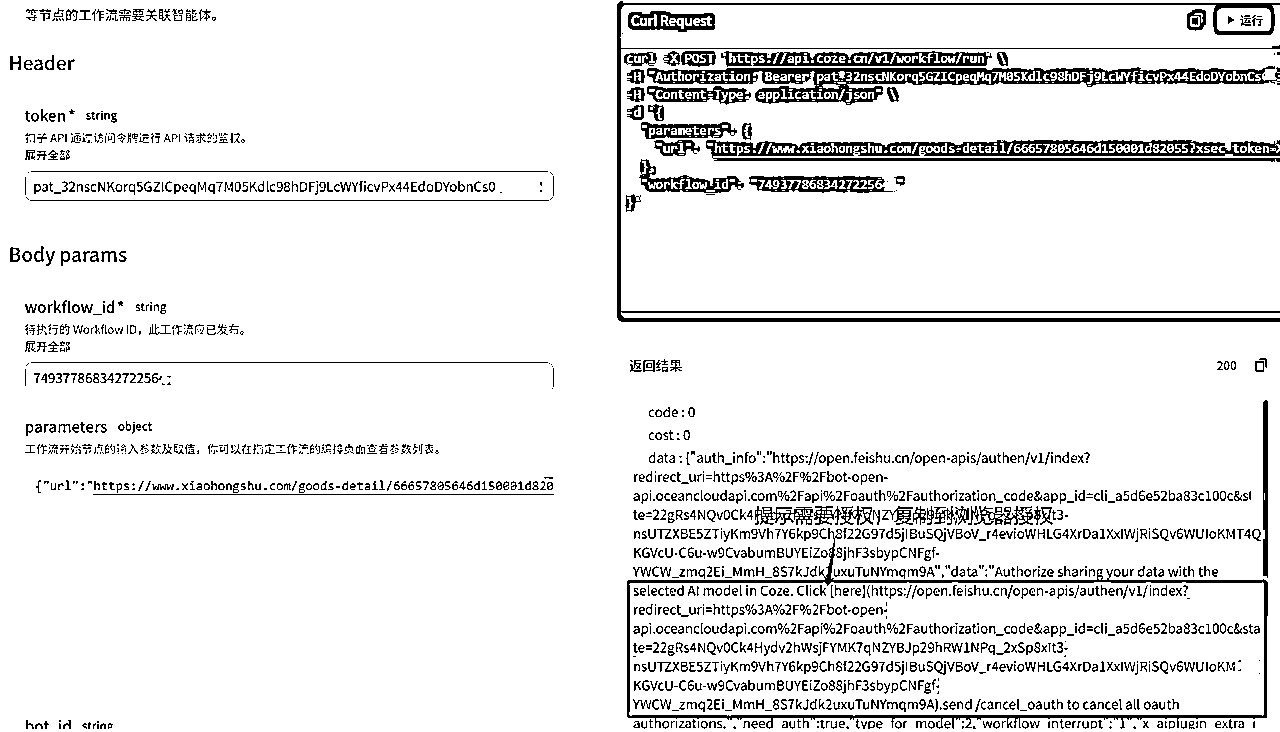 等节点的工作流需要关联智能体。
Header
token* string
扣子 API 通过访问令牌进行 API 请求的鉴权。
展开全部
pat_32nscNKorq5GZICpeqMq7M05Kdlc98hDFj9LcWYficvPx44EdoDYobnCs0
Body params
workflow_id* string
待执行的 Workflow ID，此工作流应已发布。
展开全部
74937786834272256
parameters object
工作流开始节点的输入参数及取值，你可以在指定工作流的编排页面查看参数列表。
{"url":"https://www.xiaohongshu.com/goods-detail/66657805646d150001d820
bot_id string
Curl Request
运行
curl -X POST 'https://api.coze.cn/v1/workflow/run' \
-H "Authorization: Bearer pat_32nscNKorq5GZICpeqMq7M05Kdlc98hDFj9LcWYficvPx44EdoDYobnCs
-H "Content-Type: application/json" \
-d '{
"parameters": {
"url": "https://www.xiaohongshu.com/goods-detail/66657805646d150001d82055?xsec_token=
},
"workflow_id": "74937786834272256
}'
返回结果
200
code : 0
cost : 0
data : {"auth_info":"https://open.feishu.cn/open-apis/authen/v1/index?
redirect_uri=https%3A%2F%2Fbot-open-
api.oceancloudapi.com%2Fapi%2Foauth%2Fauthorization_code&app_id=cli_a5d6e52ba83c100c&st
te=22gRs4NQv0Ck4
提示需要授权，复制到浏览器授权
nsUTZXBE5ZTiyKm9Vh7Y6kp9Ch8f22G97d5jIBuSQjVBoV_r4evioWHLG4XrDa1XxIWjRiSQv6WUIoKMT4Q
KGVcU-C6u-w9CvabumBUYEiZo88jhF3sbypCNFgf-
YWCW_zmq2Ei_MmH_8S7kJdk2uxuTuNYmqm9A","data":"Authorize sharing your data with the
selected AI model in Coze. Click [here](https://open.feishu.cn/open-apis/authen/v1/index?
redirect_uri=https%3A%2F%2Fbot-open-
api.oceancloudapi.com%2Fapi%2Foauth%2Fauthorization_code&app_id=cli_a5d6e52ba83c100c&sta
te=22gRs4NQv0Ck4Hydv2hWsjFYMK7qNZYBJp29hRW1NPq_2xSp8xIt3-
nsUTZXBE5ZTiyKm9Vh7Y6kp9Ch8f22G97d5jIBuSQjVBoV_r4evioWHLG4XrDa1XxIWjRiSQv6WUIoKM
KGVcU-C6u-w9CvabumBUYEiZo88jhF3sbypCNFgf-
YWCW_zmq2Ei_MmH_8S7kJdk2uxuTuNYmqm9A).send /cancel_oauth to cancel all oauth
authorizations.","need_auth":true,"type_for_model":2,"workflow_interrupt":"1","x_aiplugin_extra_i